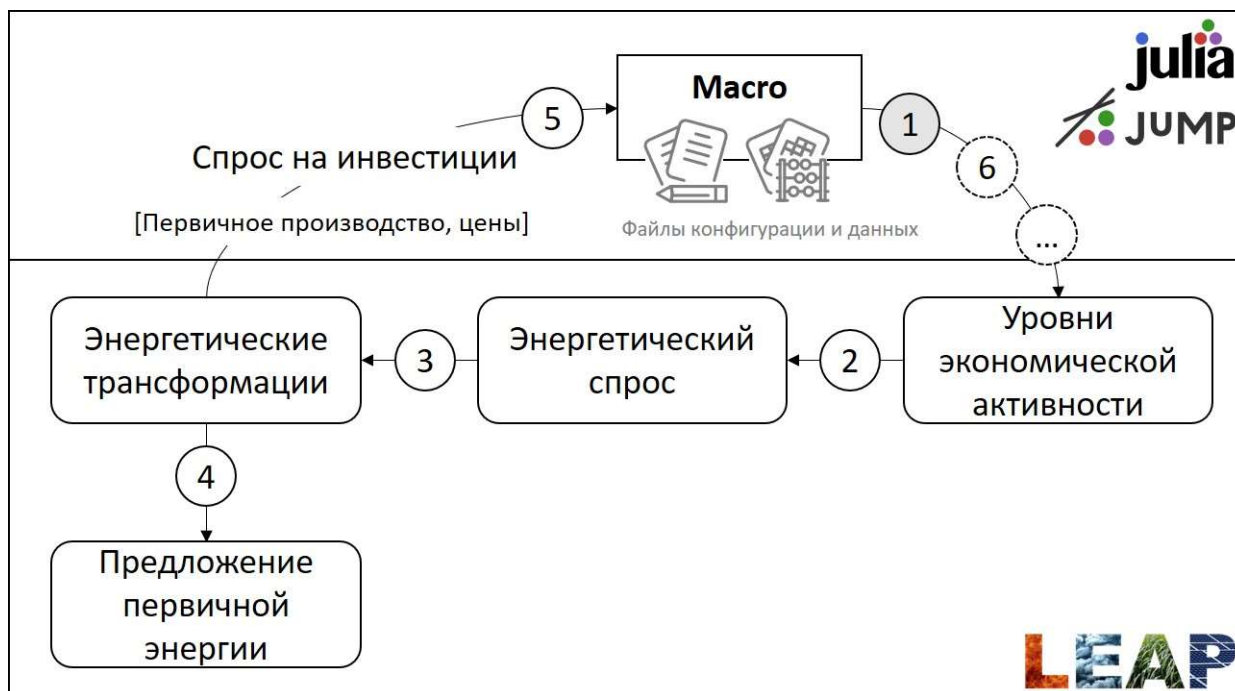 julia
Macro
5
1
JuMP
Спрос на инвестиции
6
[Первичное производство, цены]
Файлы конфигурации и данных
...
Энергетические
трансформации
3
Энергетический
спрос
2
Уровни
экономической
активности
4
Предложение
первичной
энергии
LEAP